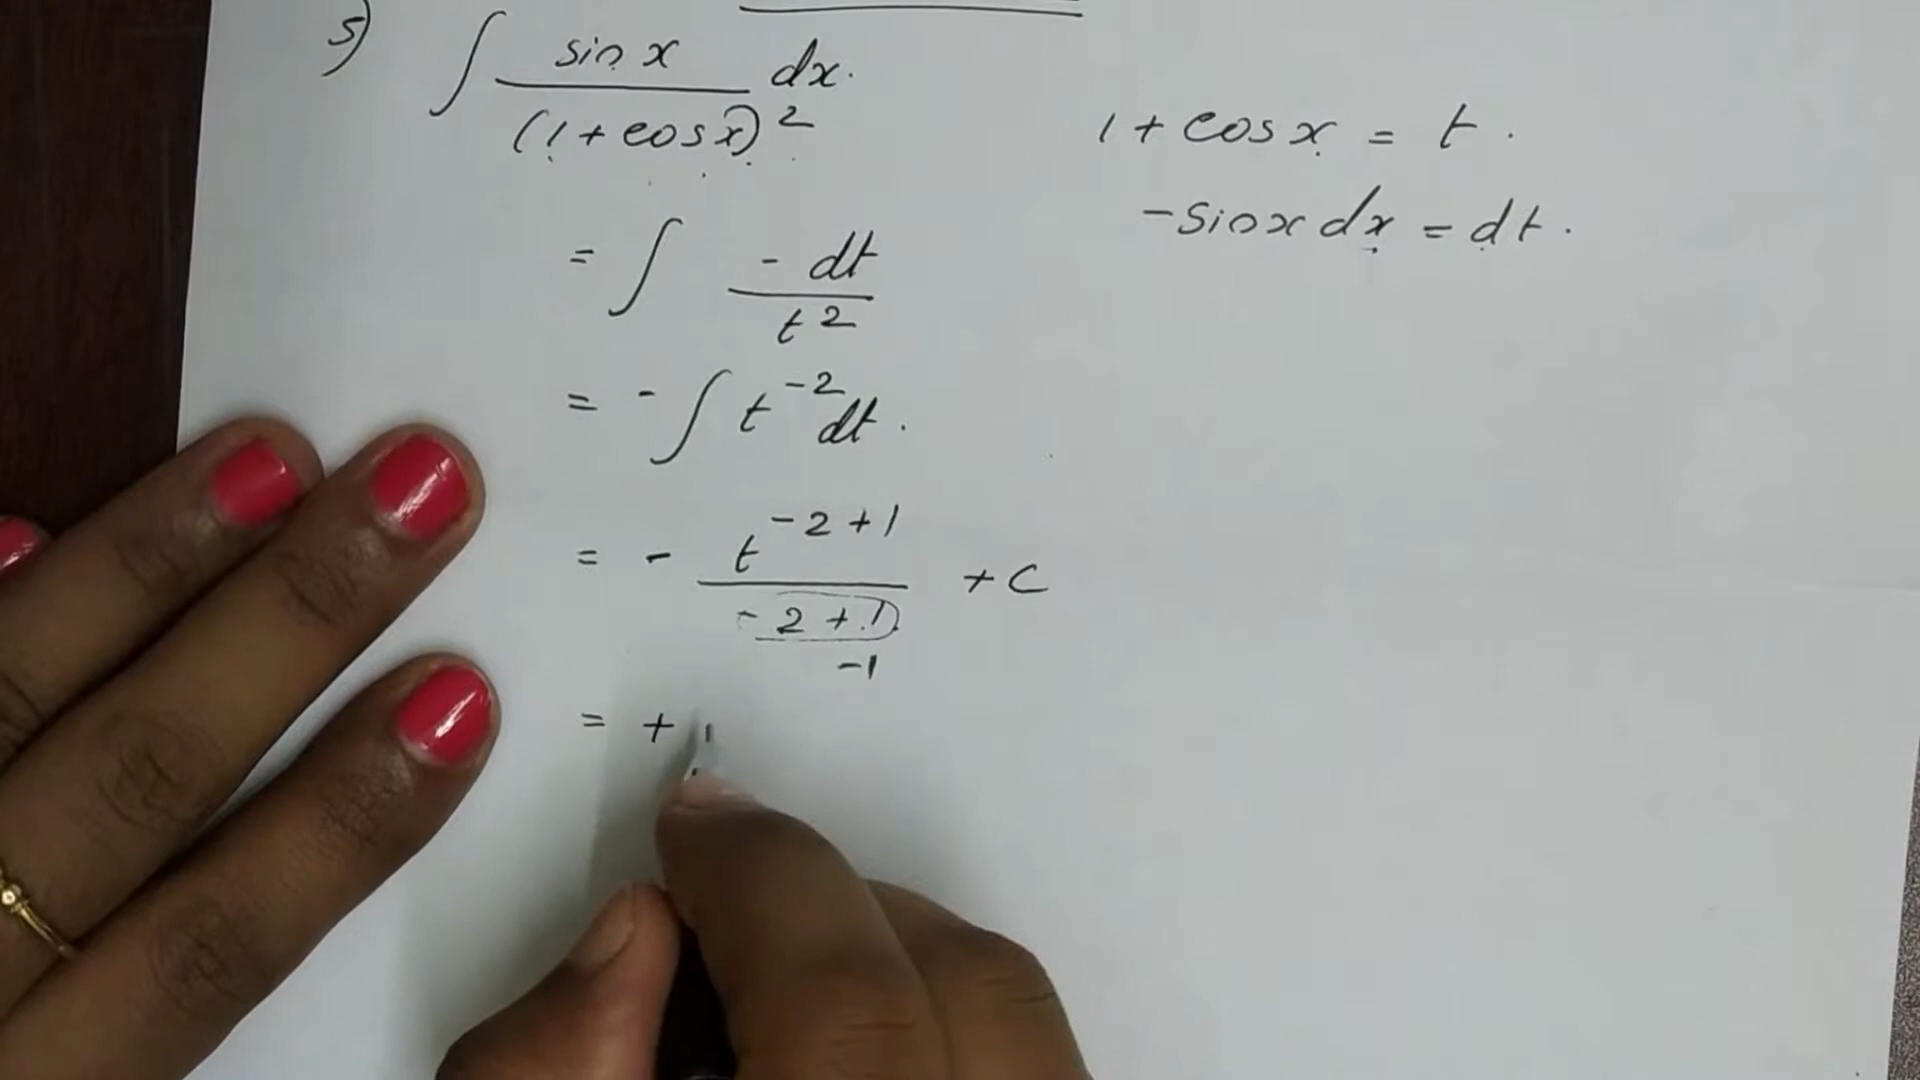 5) ∫ sin x / (1 + cos x)² dx.
1 + cos x = t.
- sin x dx = dt.
= ∫ - dt / t²
= - ∫ t⁻² dt.
= - t⁻²⁺¹ / -2 + 1 + C
-1
= +